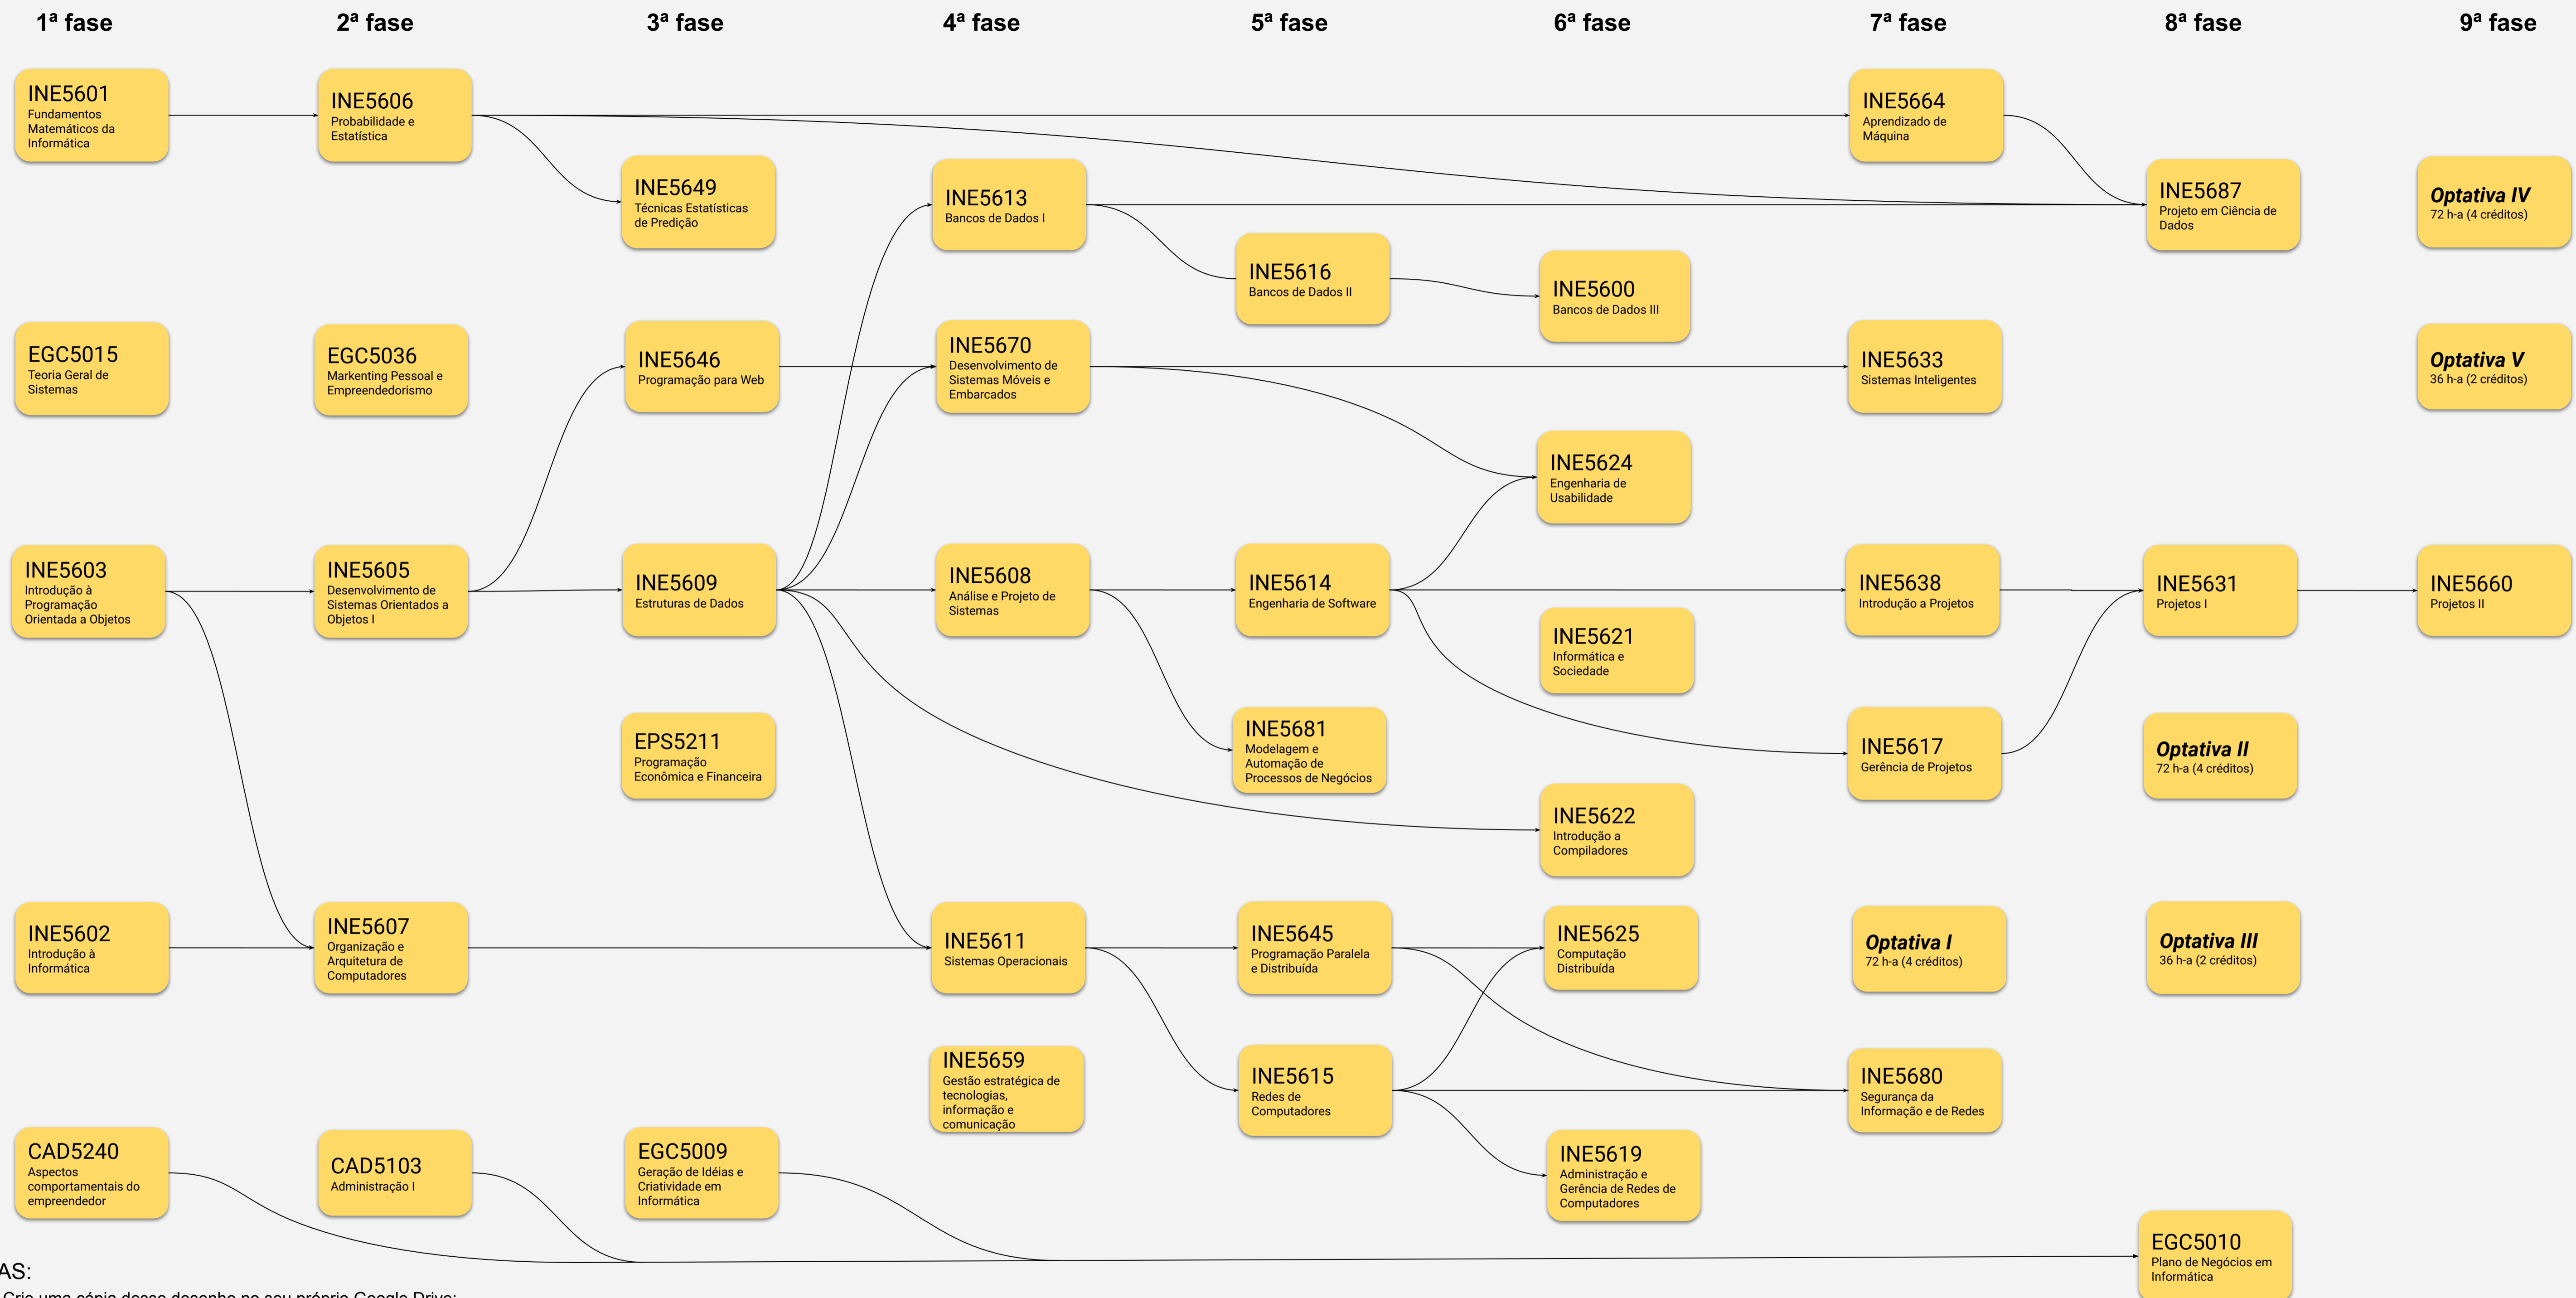 1ª fase
2ª fase
3ª fase
4ª fase
5ª fase
6ª fase
7ª fase
8ª fase
9ª fase
INE5601
Fundamentos
Matemáticos da
Informática
INE5606
Probabilidade e
Estatística
INE5664
Aprendizado de
Máquina
INE5649
Técnicas Estatísticas
de Predição
INE5613
Bancos de Dados I
INE5687
Projeto em Ciência de
Dados
Optativa IV
72 h-a (4 créditos)
INE5616
Bancos de Dados II
INE5600
Bancos de Dados III
EGC5015
Teoria Geral de
Sistemas
EGC5036
Markenting Pessoal e
Empreendedorismo
INE5646
Programação para Web
INE5670
Desenvolvimento de
Sistemas Móveis e
Embarcados
INE5633
Sistemas Inteligentes
Optativa V
36 h-a (2 créditos)
INE5624
Engenharia de
Usabilidade
INE5603
Introdução à
Programação
Orientada a Objetos
INE5605
Desenvolvimento de
Sistemas Orientados a
Objetos I
INE5609
Estruturas de Dados
INE5608
Análise e Projeto de
Sistemas
INE5614
Engenharia de Software
INE5638
Introdução a Projetos
INE5631
Projetos I
INE5660
Projetos II
INE5621
Informática e
Sociedade
EPS5211
Programação
Econômica e Financeira
INE5681
Modelagem e
Automação de
Processos de Negócios
INE5617
Gerência de Projetos
Optativa II
72 h-a (4 créditos)
INE5622
Introdução a
Compiladores
INE5602
Introdução à
Informática
INE5607
Organização e
Arquitetura de
Computadores
INE5611
Sistemas Operacionais
INE5645
Programação Paralela
e Distribuída
INE5625
Computação
Distribuída
Optativa I
72 h-a (4 créditos)
Optativa III
36 h-a (2 créditos)
INE5659
Gestão estratégica de
tecnologias,
informação e
comunicação
INE5615
Redes de
Computadores
INE5680
Segurança da
Informação e de Redes
CAD5240
Aspectos
comportamentais do
empreendedor
CAD5103
Administração I
EGC5009
Geração de Idéias e
Criatividade em
Informática
INE5619
Administração e
Gerência de Redes de
Computadores
EGC5010
Plano de Negócios em
Informática
AS:
Crie uma cópia desse desenho no seu próprio Google Drive;